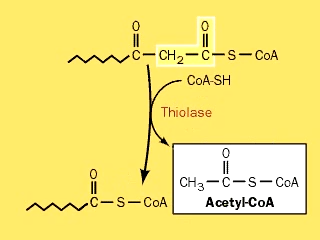 O O
C — CH2 — C — S — CoA
CoA-SH
Thiolase
O
C — S — CoA
O
CH3 — C — S — CoA
Acetyl-CoA